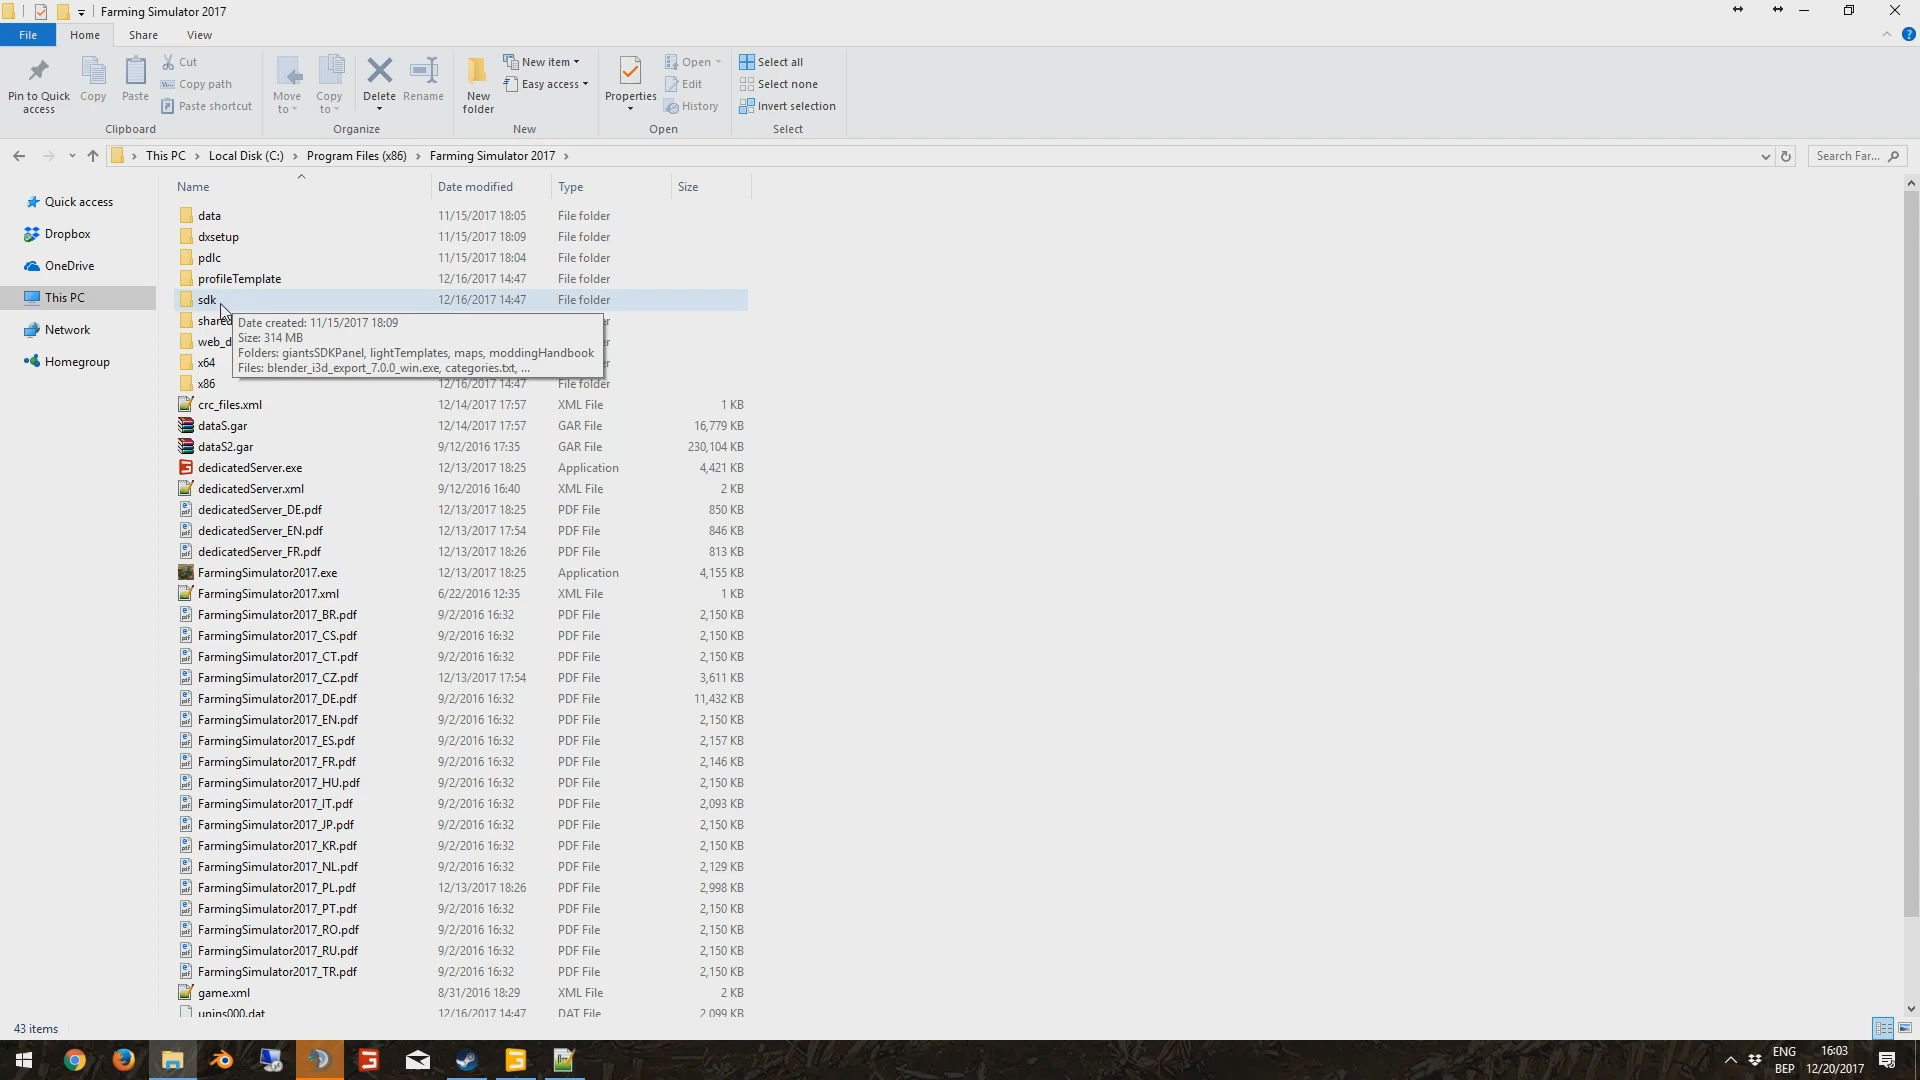 Farming Simulator 2017
File Home Share View
Pin to Quick access
Copy
Paste
Cut
Copy path
Paste shortcut
Clipboard
Move to
Copy to
Delete
Rename
Organize
New folder
New item
Easy access
New
Properties
Open
Edit
History
Open
Select all
Select none
Invert selection
Select
This PC › Local Disk (C:) › Program Files (x86) › Farming Simulator 2017 ›
Search Far...
Quick access
Dropbox
OneDrive
This PC
Network
Homegroup
Name Date modified Type Size
data 11/15/2017 18:05 File folder
dxsetup 11/15/2017 18:09 File folder
pdlc 11/15/2017 18:04 File folder
profileTemplate 12/16/2017 14:47 File folder
sdk 12/16/2017 14:47 File folder
shared
web_d
x64
Date created: 11/15/2017 18:09
Size: 314 MB
Folders: giantsSDKPanel, lightTemplates, maps, moddingHandbook
Files: blender_i3d_export_7.0.0_win.exe, categories.txt, ...
x86 12/16/2017 14:47 File folder
crc_files.xml 12/14/2017 17:57 XML File 1 KB
dataS.gar 12/14/2017 17:57 GAR File 16,779 KB
dataS2.gar 9/12/2016 17:35 GAR File 230,104 KB
dedicatedServer.exe 12/13/2017 18:25 Application 4,421 KB
dedicatedServer.xml 9/12/2016 16:40 XML File 2 KB
dedicatedServer_DE.pdf 12/13/2017 18:25 PDF File 850 KB
dedicatedServer_EN.pdf 12/13/2017 17:54 PDF File 846 KB
dedicatedServer_FR.pdf 12/13/2017 18:26 PDF File 813 KB
FarmingSimulator2017.exe 12/13/2017 18:25 Application 4,155 KB
FarmingSimulator2017.xml 6/22/2016 12:35 XML File 1 KB
FarmingSimulator2017_BR.pdf 9/2/2016 16:32 PDF File 2,150 KB
FarmingSimulator2017_CS.pdf 9/2/2016 16:32 PDF File 2,150 KB
FarmingSimulator2017_CT.pdf 9/2/2016 16:32 PDF File 2,150 KB
FarmingSimulator2017_CZ.pdf 12/13/2017 17:54 PDF File 3,611 KB
FarmingSimulator2017_DE.pdf 9/2/2016 16:32 PDF File 11,432 KB
FarmingSimulator2017_EN.pdf 9/2/2016 16:32 PDF File 2,150 KB
FarmingSimulator2017_ES.pdf 9/2/2016 16:32 PDF File 2,157 KB
FarmingSimulator2017_FR.pdf 9/2/2016 16:32 PDF File 2,146 KB
FarmingSimulator2017_HU.pdf 9/2/2016 16:32 PDF File 2,150 KB
FarmingSimulator2017_IT.pdf 9/2/2016 16:32 PDF File 2,093 KB
FarmingSimulator2017_JP.pdf 9/2/2016 16:32 PDF File 2,150 KB
FarmingSimulator2017_KR.pdf 9/2/2016 16:32 PDF File 2,150 KB
FarmingSimulator2017_NL.pdf 9/2/2016 16:32 PDF File 2,129 KB
FarmingSimulator2017_PL.pdf 12/13/2017 18:26 PDF File 2,998 KB
FarmingSimulator2017_PT.pdf 9/2/2016 16:32 PDF File 2,150 KB
FarmingSimulator2017_RO.pdf 9/2/2016 16:32 PDF File 2,150 KB
FarmingSimulator2017_RU.pdf 9/2/2016 16:32 PDF File 2,150 KB
FarmingSimulator2017_TR.pdf 9/2/2016 16:32 PDF File 2,150 KB
game.xml 8/31/2016 18:29 XML File 2 KB
unins000.dat 12/16/2017 14:47 DAT File 2,099 KB
43 items
ENG
BEP
16:03
12/20/2017